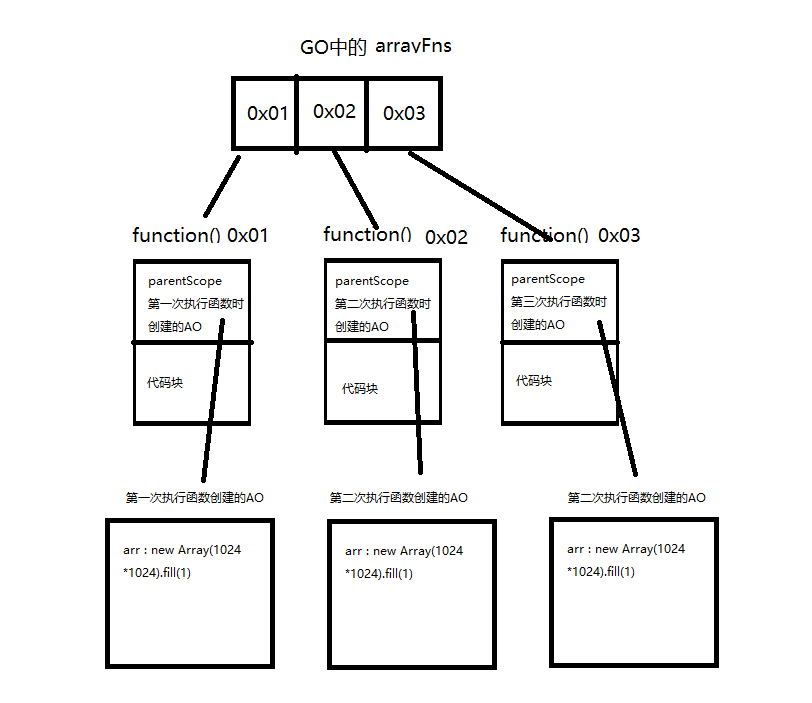 GO中的 arrayFns
0x01 0x02 0x03
function() 0x01
function() 0x02
function() 0x03
parentScope
第一次执行函数时
创建的AO
代码块
parentScope
第二次执行函数时
创建的AO
代码块
parentScope
第三次执行函数时
创建的AO
代码块
第一次执行函数创建的AO
第二次执行函数创建的AO
第二次执行函数创建的AO
arr : new Array(1024
*1024).fill(1)
arr : new Array(1024
*1024).fill(1)
arr : new Array(1024
*1024).fill(1)